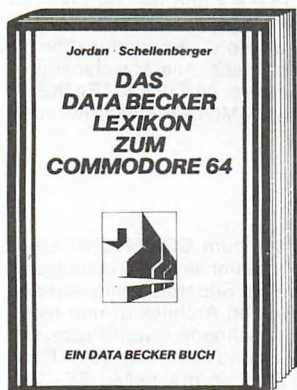 Jordan · Schellenberger
DAS
DATA BECKER
LEXIKON
ZUM
COMMODORE 64
EIN DATA BECKER BUCH